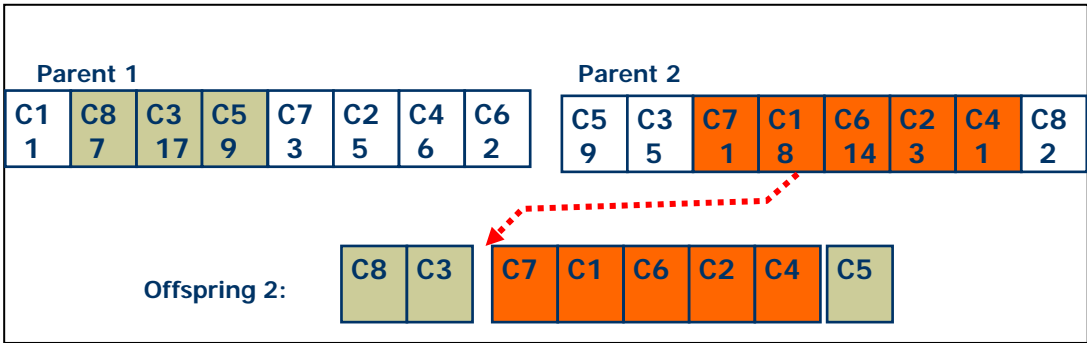 Parent 1
Parent 2
C1 C8 C3 C5 C7 C2 C4 C6
1 7 17 9 3 5 6 2
C5 C3 C7 C1 C6 C2 C4 C8
9 5 1 8 14 3 1 2
C8 C3 C7 C1 C6 C2 C4 C5
Offspring 2: